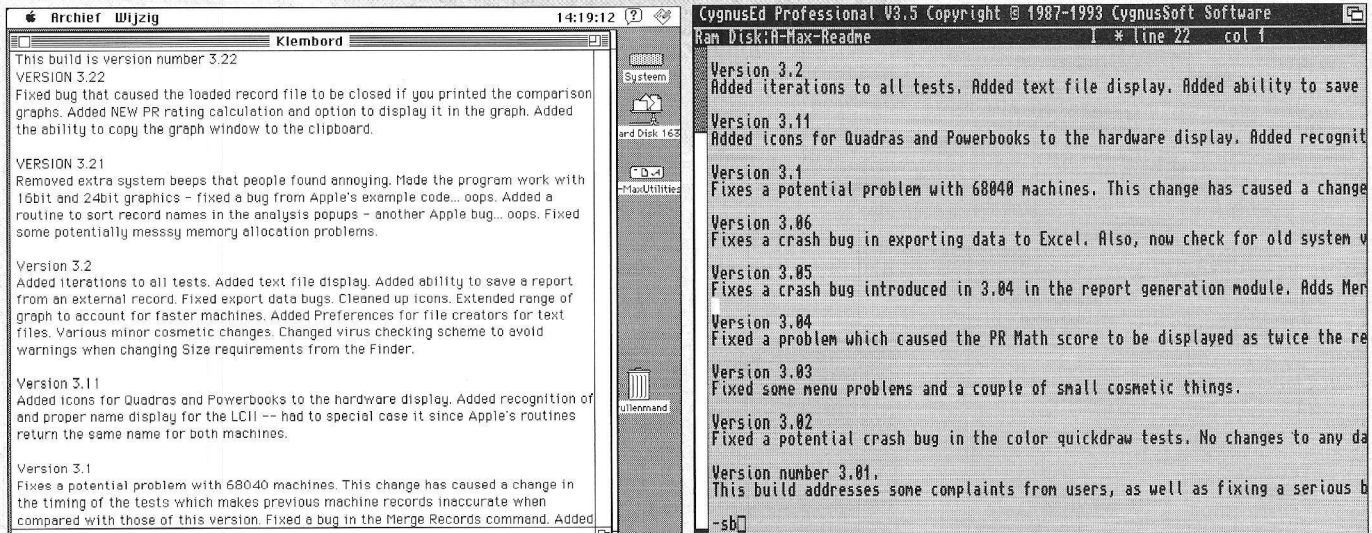 Archief Wijzig 14:19:12
Klembord
This build is version number 3.22
VERSION 3.22
Fixed bug that caused the loaded record file to be closed if you printed the comparison
graphs. Added NEW PR rating calculation and option to display it in the graph. Added
the ability to copy the graph window to the clipboard.
VERSION 3.21
Removed extra system beeps that people found annoying. Made the program work with
16bit and 24bit graphics - fixed a bug from Apple's example code... oops. Added a
routine to sort record names in the analysis popups - another Apple bug... oops. Fixed
some potentially messsy memory allocation problems.
Version 3.2
Added iterations to all tests. Added text file display. Added ability to save a report
from an external record. Fixed export data bugs. Cleaned up icons. Extended range of
graph to account for faster machines. Added Preferences for file creators for text
files. Various minor cosmetic changes. Changed virus checking scheme to avoid
warnings when changing Size requirements from the Finder.
Version 3.11
Added icons for Quadras and Powerbooks to the hardware display. Added recognition of
and proper name display for the LCII -- had to special case it since Apple's routines
return the same name for both machines.
Version 3.1
Fixes a potential problem with 68040 machines. This change has caused a change in
the timing of the tests which makes previous machine records inaccurate when
compared with those of this version. Fixed a bug in the Merge Records command. Added
Systeem
ard Disk 163
-MaxUtilities
rullenmand
CygnusEd Professional V3.5 Copyright © 1987-1993 CygnusSoft Software
Ram Disk:A-Max-Readme I * line 22 col 1
Version 3.2
Added iterations to all tests. Added text file display. Added ability to save
Version 3.11
Added icons for Quadras and Powerbooks to the hardware display. Added recognit
Version 3.1
Fixes a potential problem with 68040 machines. This change has caused a change
Version 3.06
Fixes a crash bug in exporting data to Excel. Also, now check for old system v
Version 3.05
Fixes a crash bug introduced in 3.04 in the report generation module. Adds Mer
Version 3.04
Fixed a problem which caused the PR Math score to be displayed as twice the re
Version 3.03
Fixed some menu problems and a couple of small cosmetic things.
Version 3.02
Fixed a potential crash bug in the color quickdraw tests. No changes to any da
Version number 3.01.
This build addresses some complaints from users, as well as fixing a serious b
-sb